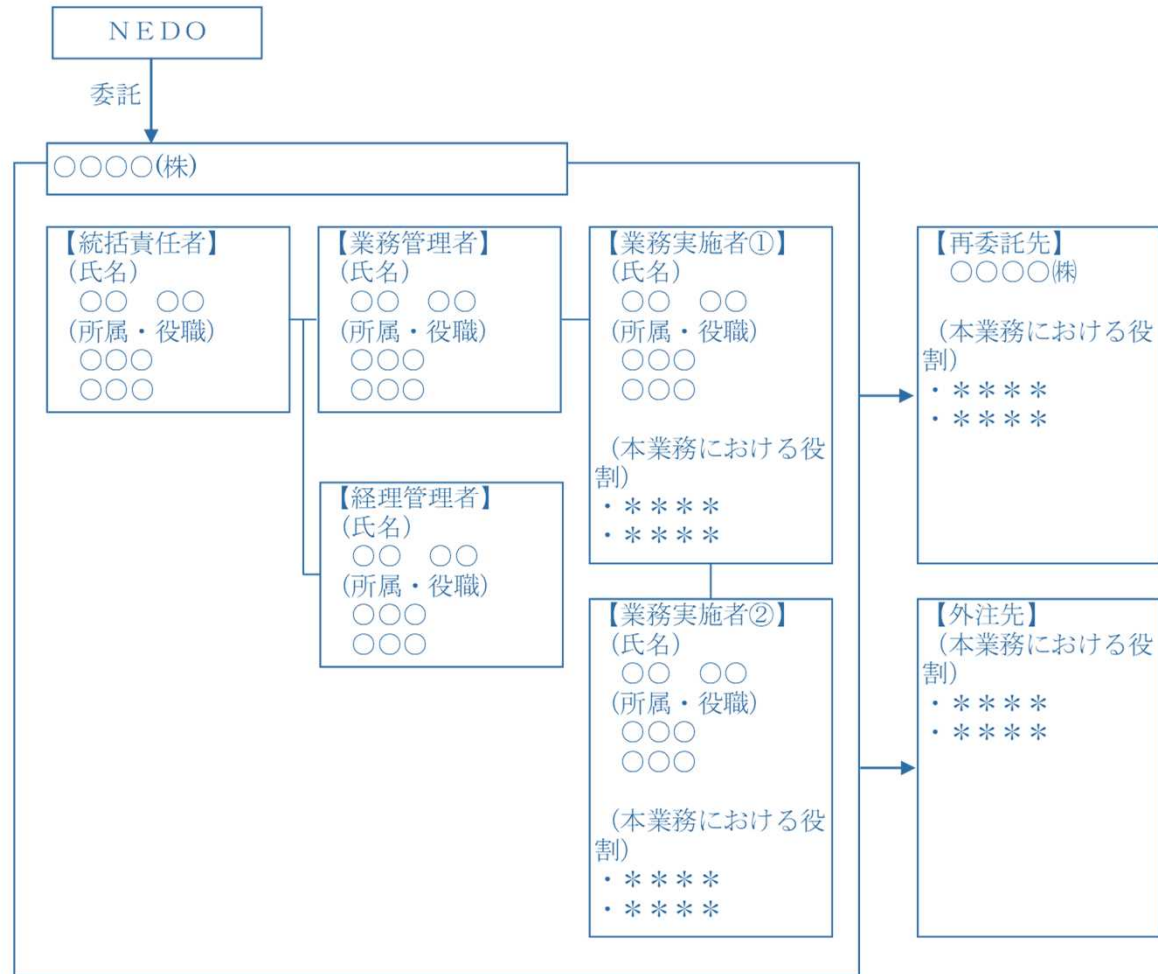 ＮＥＤＯ
委託
○○○○(株)
【統括責任者】
(氏名)
○○　○○
(所属・役職)
○○○
○○○
【業務管理者】
(氏名)
○○　○○
(所属・役職)
○○○
○○○
【経理管理者】
(氏名)
○○　○○
(所属・役職)
○○○
○○○
【業務実施者①】
(氏名)
○○　○○
(所属・役職)
○○○
○○○
（本業務における役
割）
・＊＊＊＊
・＊＊＊＊
【業務実施者②】
(氏名)
○○　○○
(所属・役職)
○○○
○○○
（本業務における役
割）
・＊＊＊＊
・＊＊＊＊
【再委託先】
○○○○㈱
（本業務における役
割）
・＊＊＊＊
・＊＊＊＊
【外注先】
（本業務における役
割）
・＊＊＊＊
・＊＊＊＊